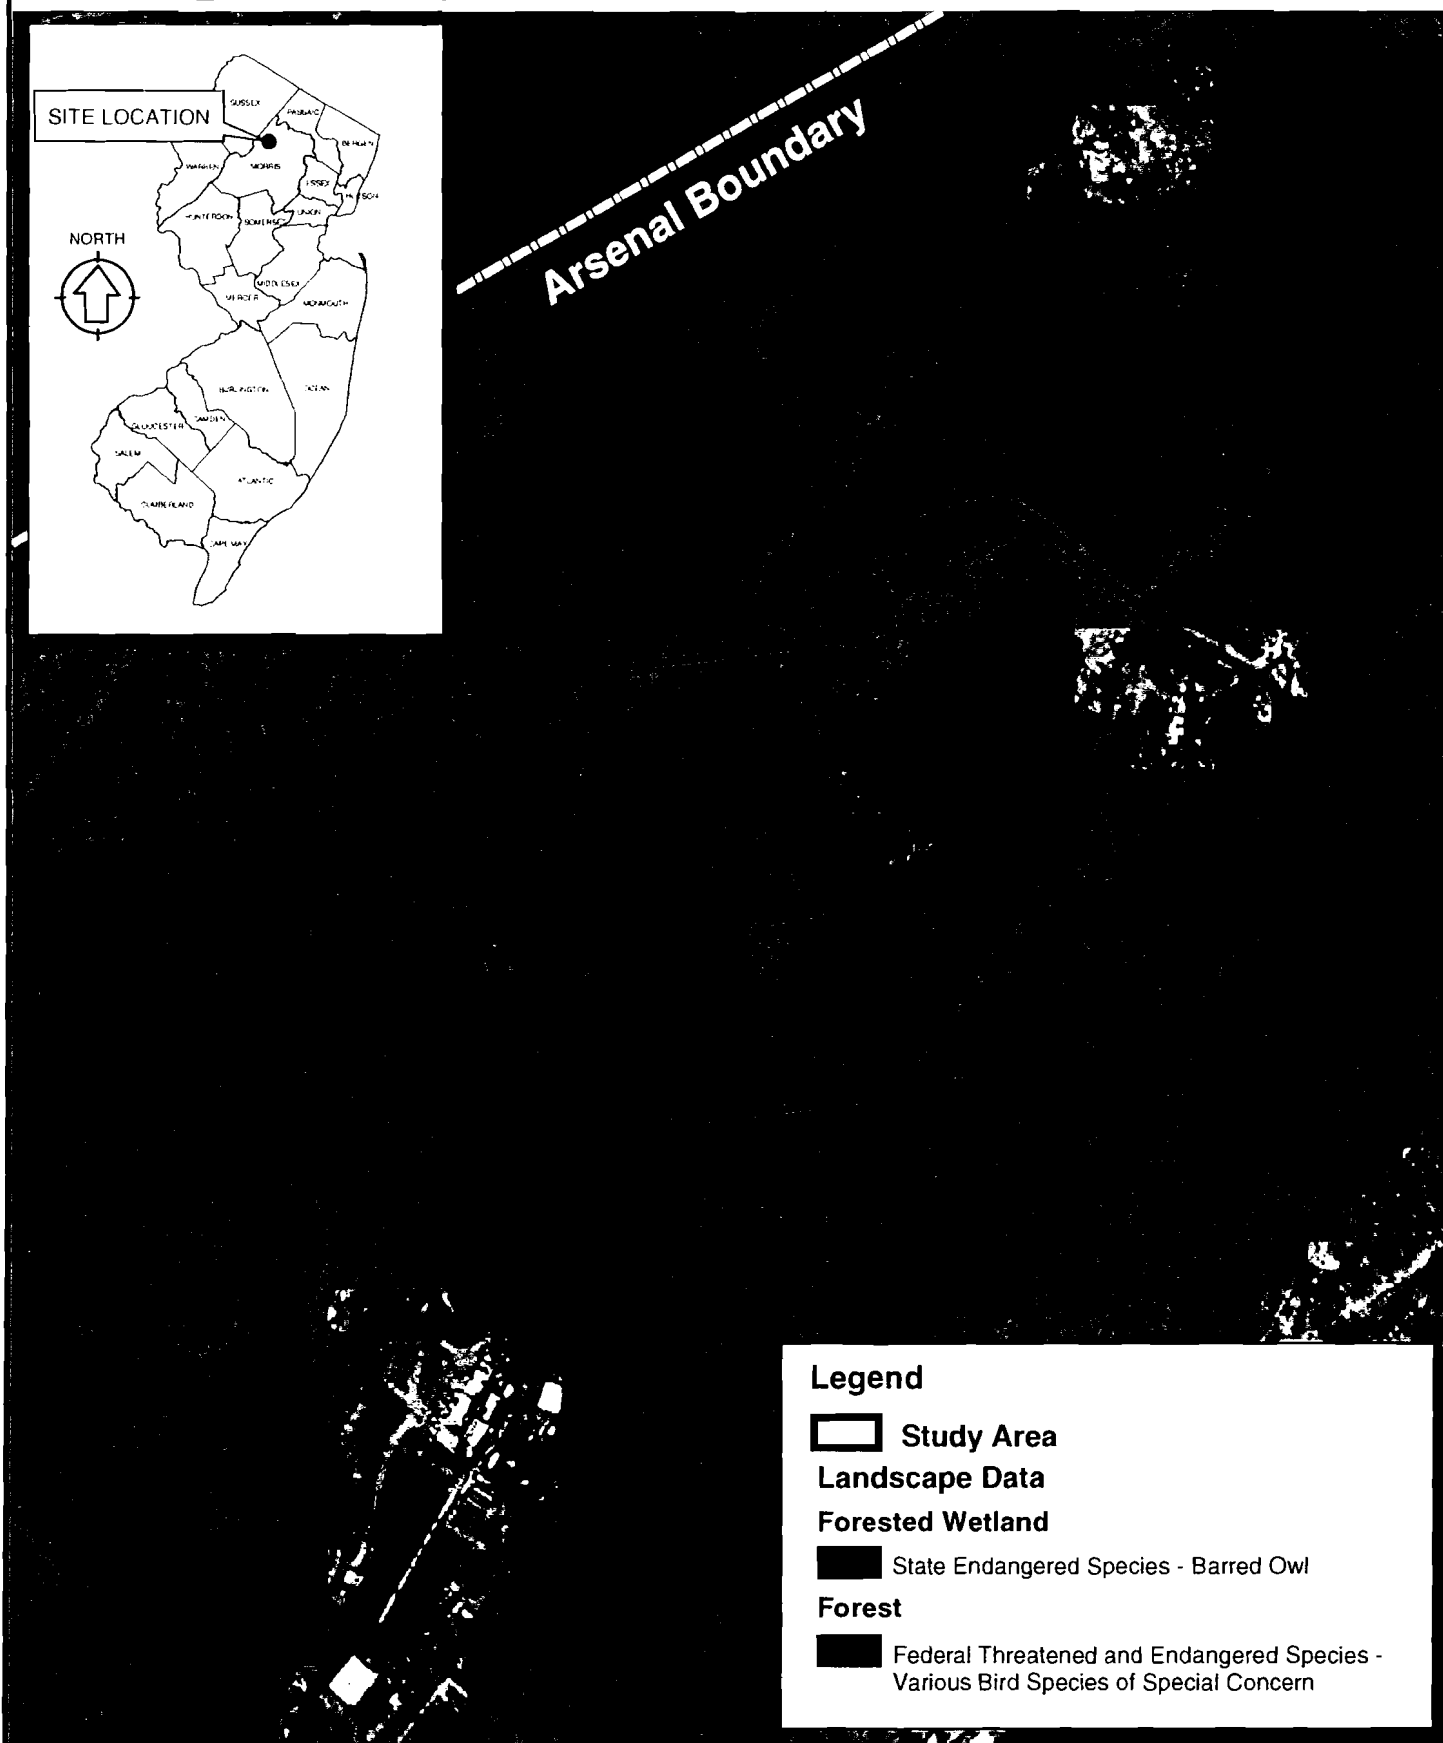 SITE LOCATION
SUSSEX
PASSAIC
BERGEN
WARREN
MORRIS
ESSEX
UNION
HUNTERDON
SOMERSET
NORTH
MIDDLESEX
MERCER
MONMOUTH
BURLINGTON
OCEAN
CAMDEN
GLOUCESTER
SALEM
ATLANTIC
CUMBERLAND
CAPE MAY
Arsenal Boundary
Legend
Study Area
Landscape Data
Forested Wetland
State Endangered Species - Barred Owl
Forest
Federal Threatened and Endangered Species -
Various Bird Species of Special Concern